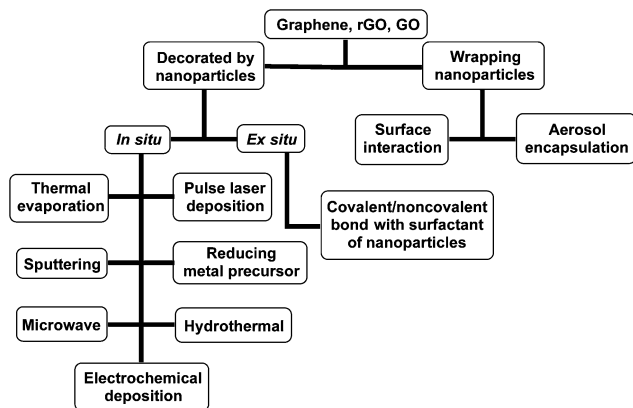 Graphene, rGO, GO
Decorated by
nanoparticles
Wrapping
nanoparticles
In situ
Ex situ
Surface
interaction
Aerosol
encapsulation
Thermal
evaporation
Pulse laser
deposition
Covalent/noncovalent
bond with surfactant
of nanoparticles
Sputtering
Reducing
metal precursor
Microwave
Hydrothermal
Electrochemical
deposition